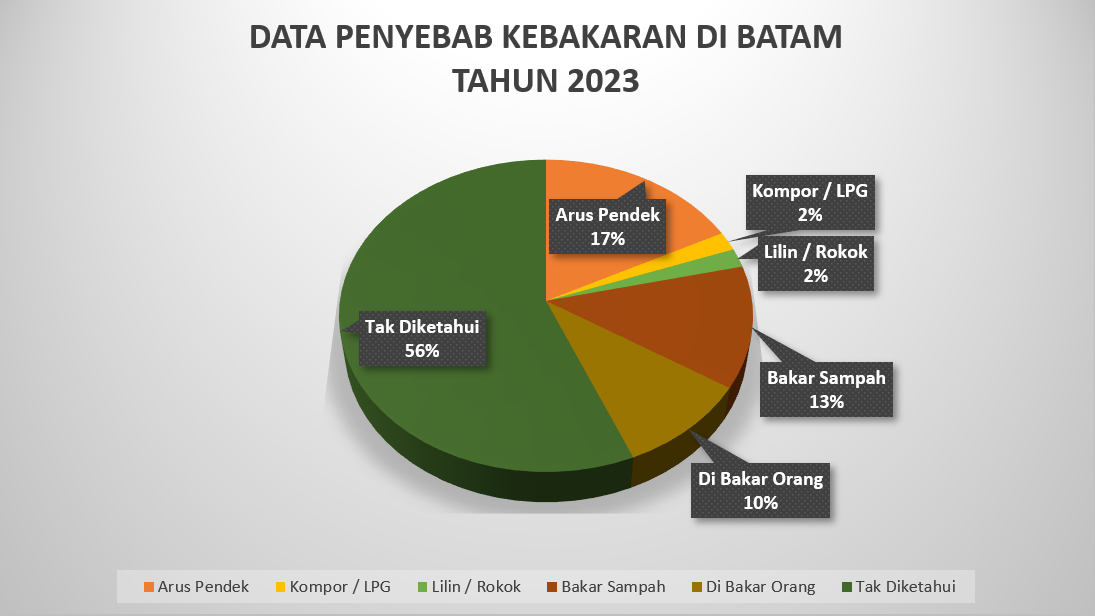 DATA PENYEBAB KEBAKARAN DI BATAM
TAHUN 2023
Kompor / LPG
2%
Arus Pendek
17%
Lilin / Rokok
2%
Tak Diketahui
56%
Bakar Sampah
13%
Di Bakar Orang
10%
Arus Pendek Kompor / LPG Lilin / Rokok Bakar Sampah Di Bakar Orang Tak Diketahui